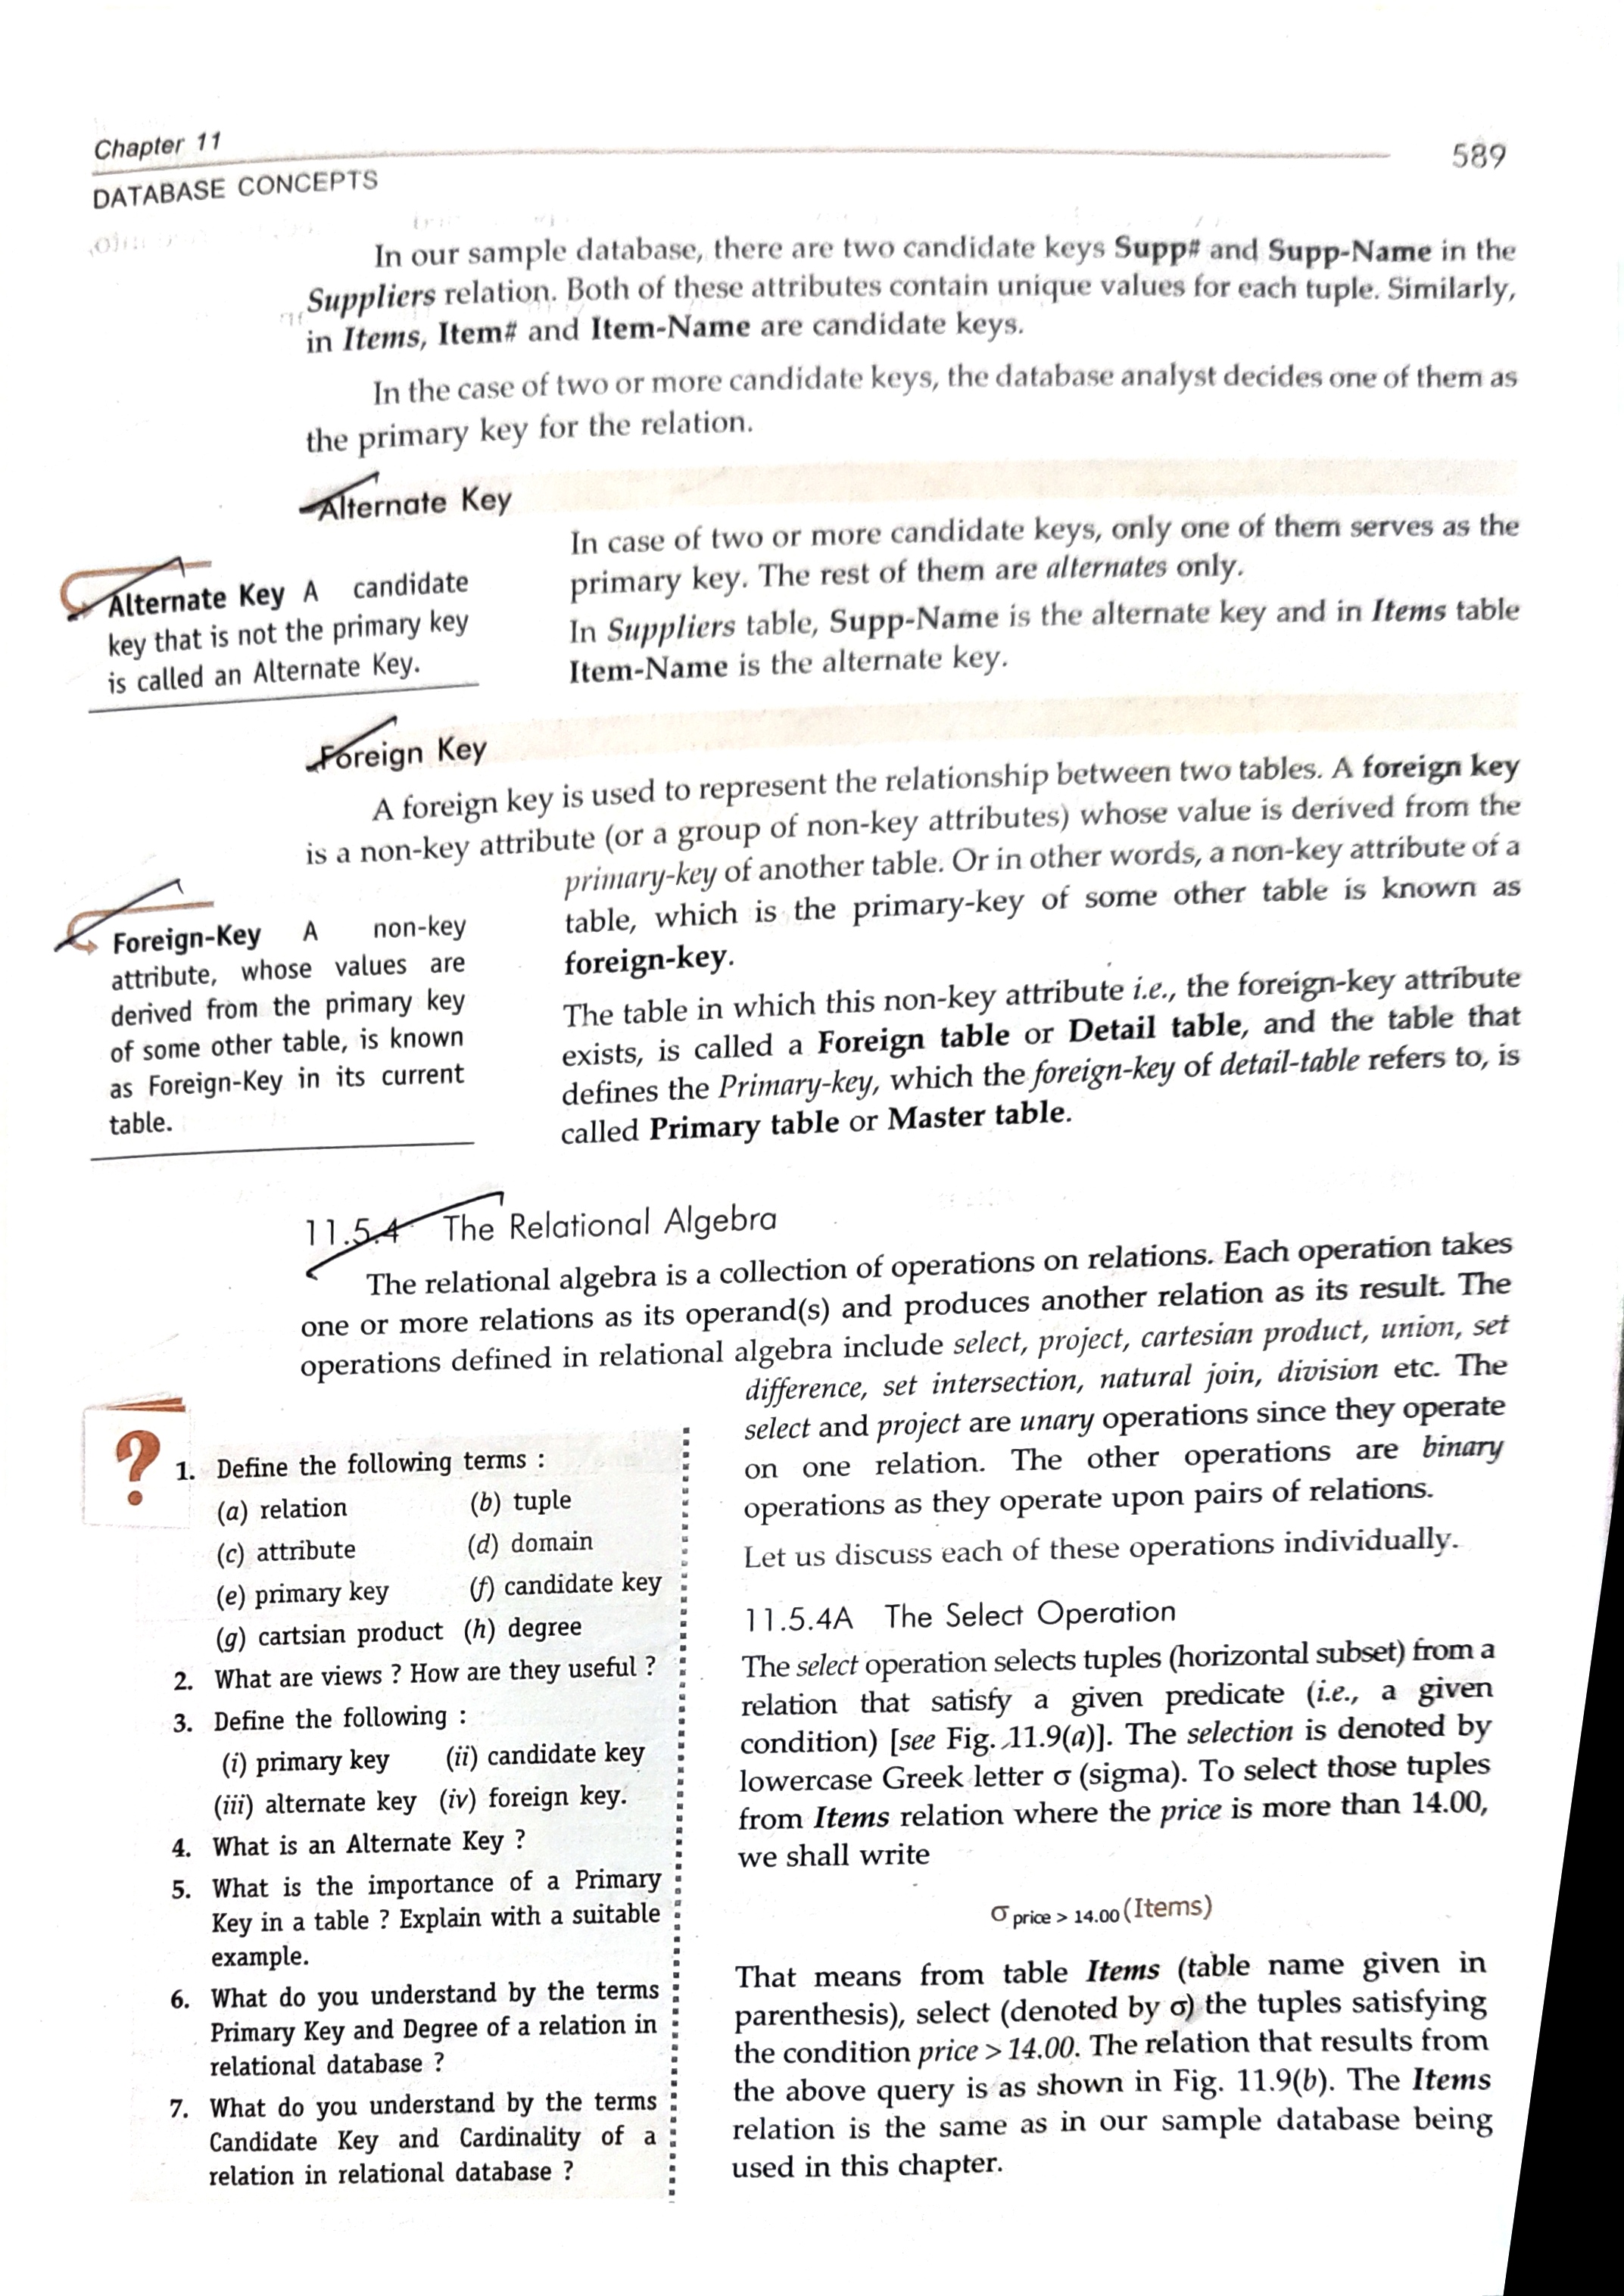 Chapter 11
589
DATABASE CONCEPTS
In our sample database, there are two candidate keys Supp# and Supp-Name in the
Suppliers relation. Both of these attributes contain unique values for each tuple. Similarly,
in Items, Item# and Item-Name are candidate keys.
In the case of two or more candidate keys, the database analyst decides one of them as
the primary key for the relation.
Alternate Key
In case of two or more candidate keys, only one of them serves as the
primary key. The rest of them are alternates only.
In Suppliers table, Supp-Name is the alternate key and in Items table
Item-Name is the alternate key.
Alternate Key A candidate
key that is not the primary key
is called an Alternate Key.
Foreign Key
A foreign key is used to represent the relationship between two tables. A foreign key
is a non-key attribute (or a group of non-key attributes) whose value is derived from the
primary-key of another table. Or in other words, a non-key attribute of a
table, which is the primary-key of some other table is known as
foreign-key.
The table in which this non-key attribute i.e., the foreign-key attribute
exists, is called a Foreign table or Detail table, and the table that
defines the Primary-key, which the foreign-key of detail-table refers to, is
called Primary table or Master table.
Foreign-Key A non-key
attribute, whose values are
derived from the primary key
of some other table, is known
as Foreign-Key in its current
table.
11.5.4 The Relational Algebra
The relational algebra is a collection of operations on relations. Each operation takes
one or more relations as its operand(s) and produces another relation as its result. The
operations defined in relational algebra include select, project, cartesian product, union, set
difference, set intersection, natural join, division etc. The
select and project are unary operations since they operate
on one relation. The other operations are binary
operations as they operate upon pairs of relations.
Let us discuss each of these operations individually.
11.5.4A The Select Operation
The select operation selects tuples (horizontal subset) from a
relation that satisfy a given predicate (i.e., a given
condition) [see Fig. 11.9(a)]. The selection is denoted by
lowercase Greek letter σ (sigma). To select those tuples
from Items relation where the price is more than 14.00,
we shall write
σ price > 14.00 (Items)
That means from table Items (table name given in
parenthesis), select (denoted by σ) the tuples satisfying
the condition price > 14.00. The relation that results from
the above query is as shown in Fig. 11.9(b). The Items
relation is the same as in our sample database being
used in this chapter.
?
1. Define the following terms :
(a) relation (b) tuple
(c) attribute (d) domain
(e) primary key (f) candidate key
(g) cartsian product (h) degree
2. What are views ? How are they useful ?
3. Define the following :
(i) primary key (ii) candidate key
(iii) alternate key (iv) foreign key.
4. What is an Alternate Key ?
5. What is the importance of a Primary
Key in a table ? Explain with a suitable
example.
6. What do you understand by the terms
Primary Key and Degree of a relation in
relational database ?
7. What do you understand by the terms
Candidate Key and Cardinality of a
relation in relational database ?